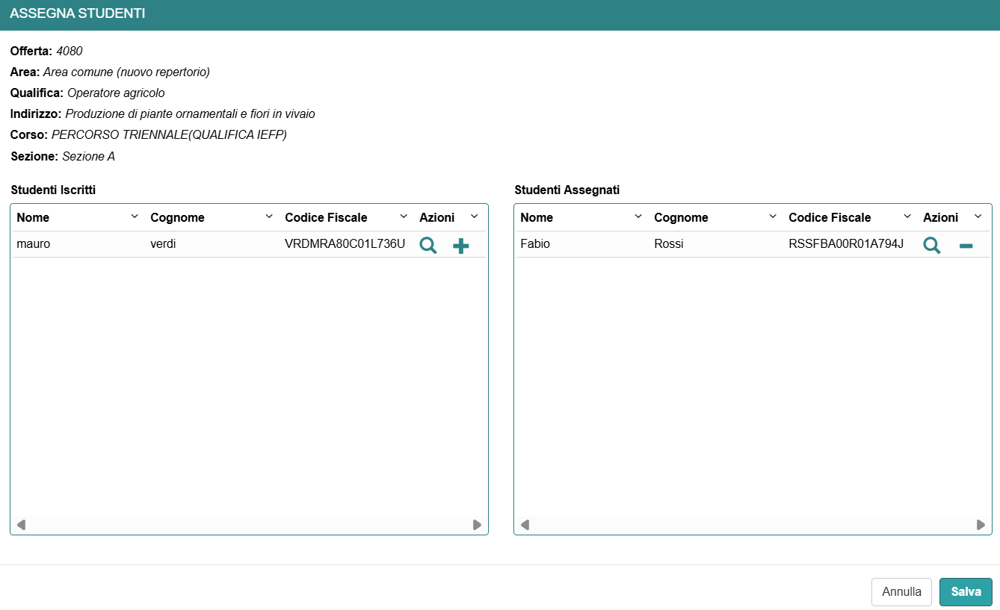 ASSEGNA STUDENTI
Offerta: 4080
Area: Area comune (nuovo repertorio)
Qualifica: Operatore agricolo
Indirizzo: Produzione di piante ornamentali e fiori in vivaio
Corso: PERCORSO TRIENNALE(QUALIFICA IEFP)
Sezione: Sezione A
Studenti Iscritti
Nome Cognome Codice Fiscale Azioni
mauro verdi VRDMRA80C01L736U
Studenti Assegnati
Nome Cognome Codice Fiscale Azioni
Fabio Rossi RSSFBA00R01A794J
Annulla Salva